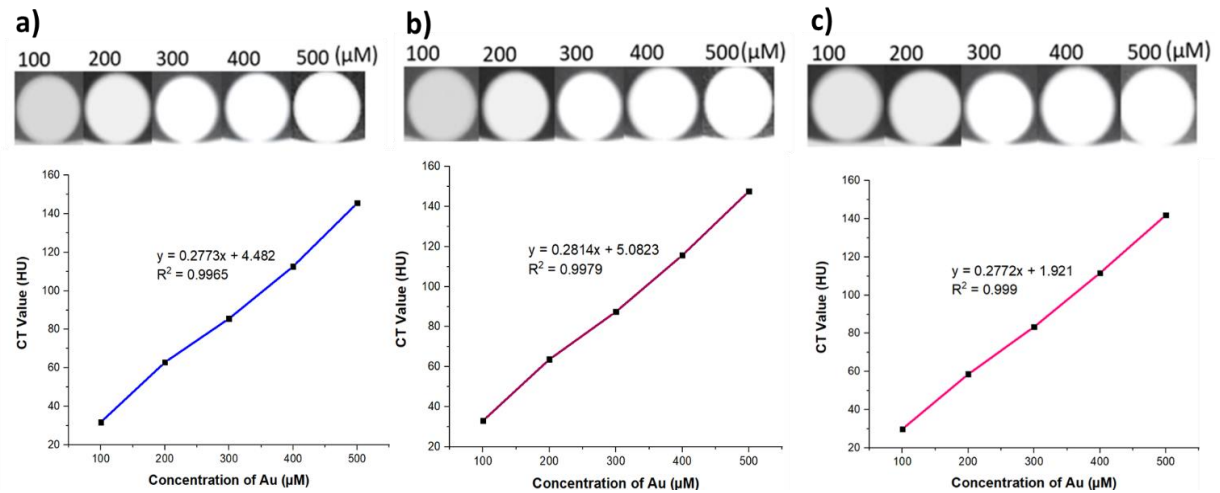 a)
100 200 300 400 500 (μM)
160
140
120
100
80
60
40
20
CT Value (HU)
y = 0.2773x + 4.482
R² = 0.9965
100 200 300 400 500
Concentration of Au (μM)
b)
100 200 300 400 500 (μM)
160
140
120
100
80
60
40
20
CT Value (HU)
y = 0.2814x + 5.0823
R² = 0.9979
100 200 300 400 500
Concentration of Au (μM)
c)
100 200 300 400 500 (μM)
160
140
120
100
80
60
40
20
CT Value (HU)
y = 0.2772x + 1.921
R² = 0.999
100 200 300 400 500
Concentration of Au (μM)